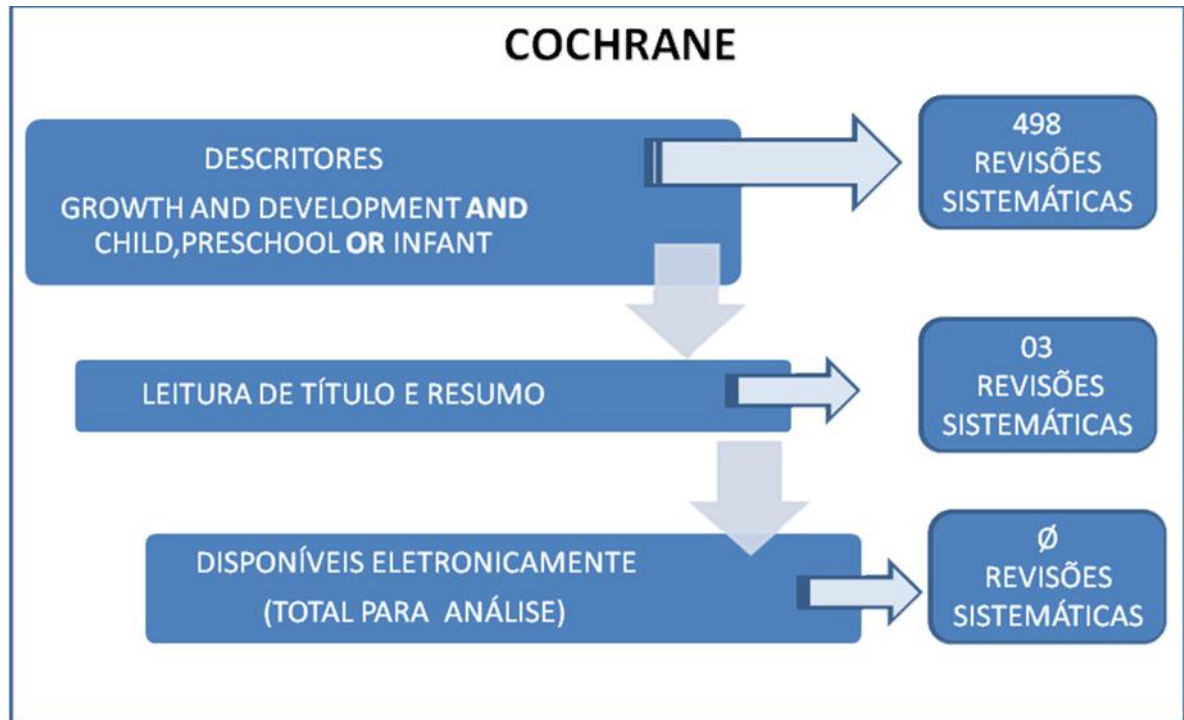 COCHRANE
DESCRITORES
GROWTH AND DEVELOPMENT AND
CHILD,PRESCHOOL OR INFANT
498
REVISÕES
SISTEMÁTICAS
LEITURA DE TÍTULO E RESUMO
03
REVISÕES
SISTEMÁTICAS
DISPONÍVEIS ELETRONICAMENTE
(TOTAL PARA ANÁLISE)
Ø
REVISÕES
SISTEMÁTICAS